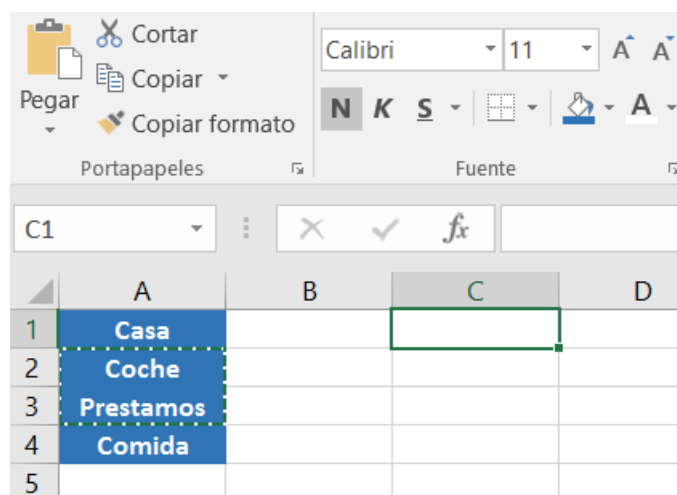 Cortar
Copiar
Pegar
Copiar formato
Portapapeles
Calibri 11 A A
N K S A
Fuente
C1 fx
A B C D
1 Casa
2 Coche
3 Prestamos
4 Comida
5